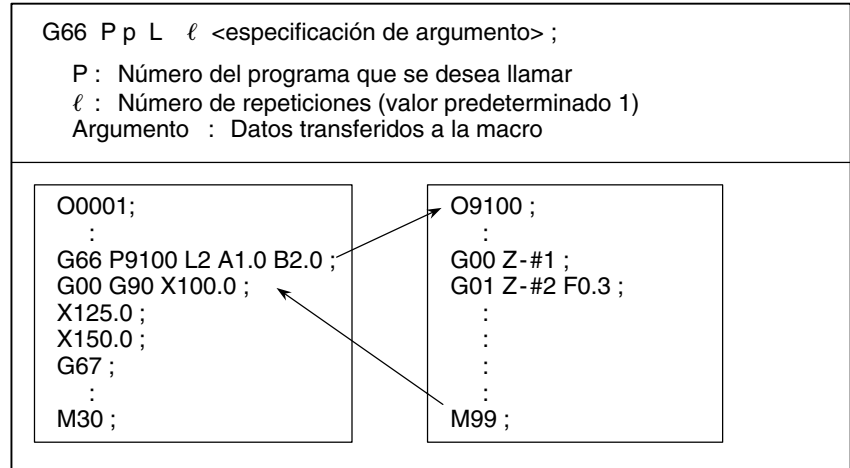 G66 P p L ℓ <especificación de argumento> ;
P : Número del programa que se desea llamar
ℓ : Número de repeticiones (valor predeterminado 1)
Argumento : Datos transferidos a la macro
O0001;
:
G66 P9100 L2 A1.0 B2.0 ;
G00 G90 X100.0 ;
X125.0 ;
X150.0 ;
G67 ;
:
M30 ;
O9100 ;
:
G00 Z-#1 ;
G01 Z-#2 F0.3 ;
:
:
:
:
M99 ;